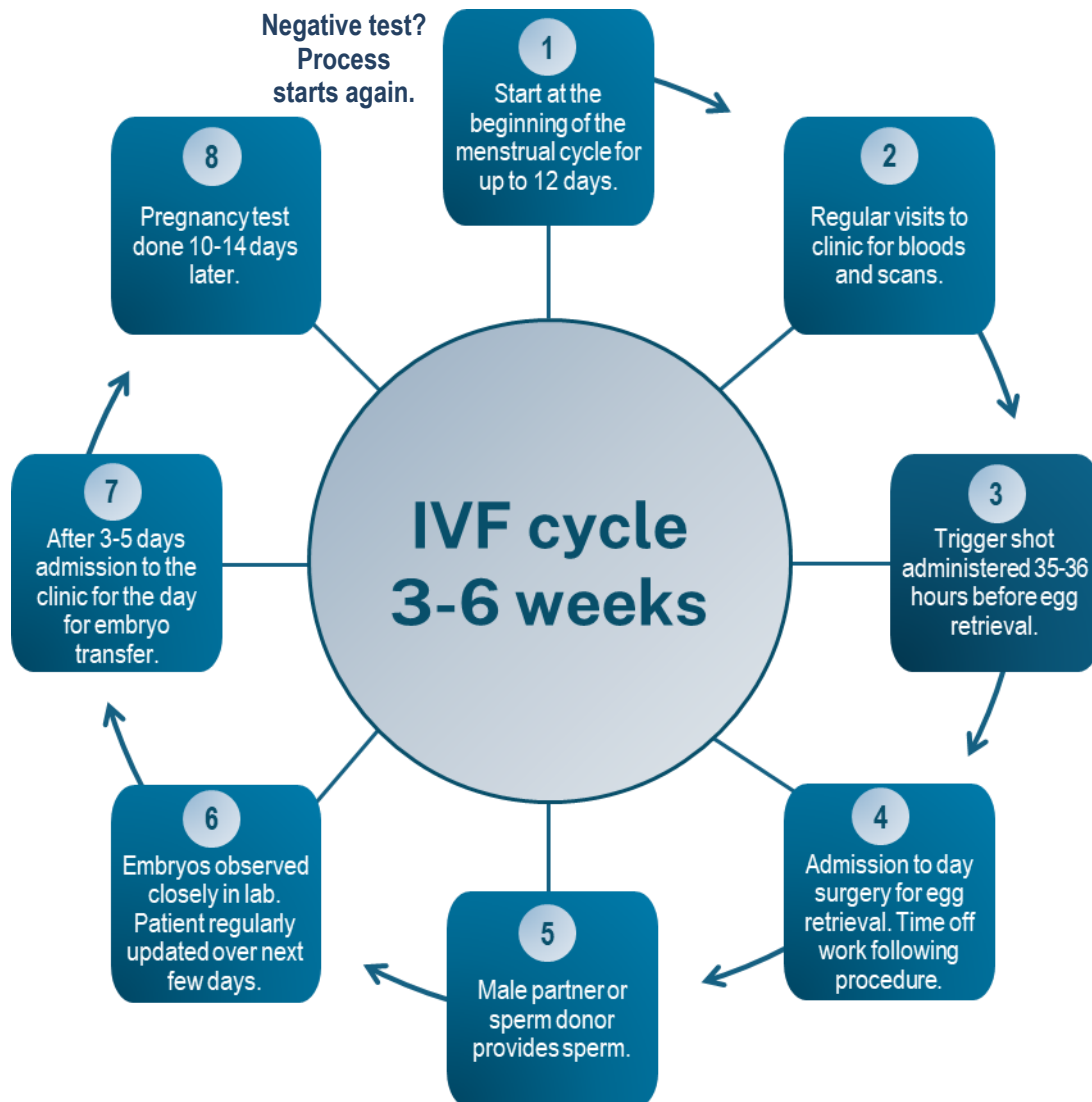 Negative test?
Process
starts again.
1
Start at the
beginning of the
menstrual cycle for
up to 12 days.
2
Regular visits to
clinic for bloods
and scans.
3
Trigger shot
administered 35-36
hours before egg
retrieval.
4
Admission to day
surgery for egg
retrieval. Time off
work following
procedure.
5
Male partner or
sperm donor
provides sperm.
6
Embryos observed
closely in lab.
Patient regularly
updated over next
few days.
7
After 3-5 days
admission to the
clinic for the day
for embryo
transfer.
8
Pregnancy test
done 10-14 days
later.
IVF cycle
3-6 weeks